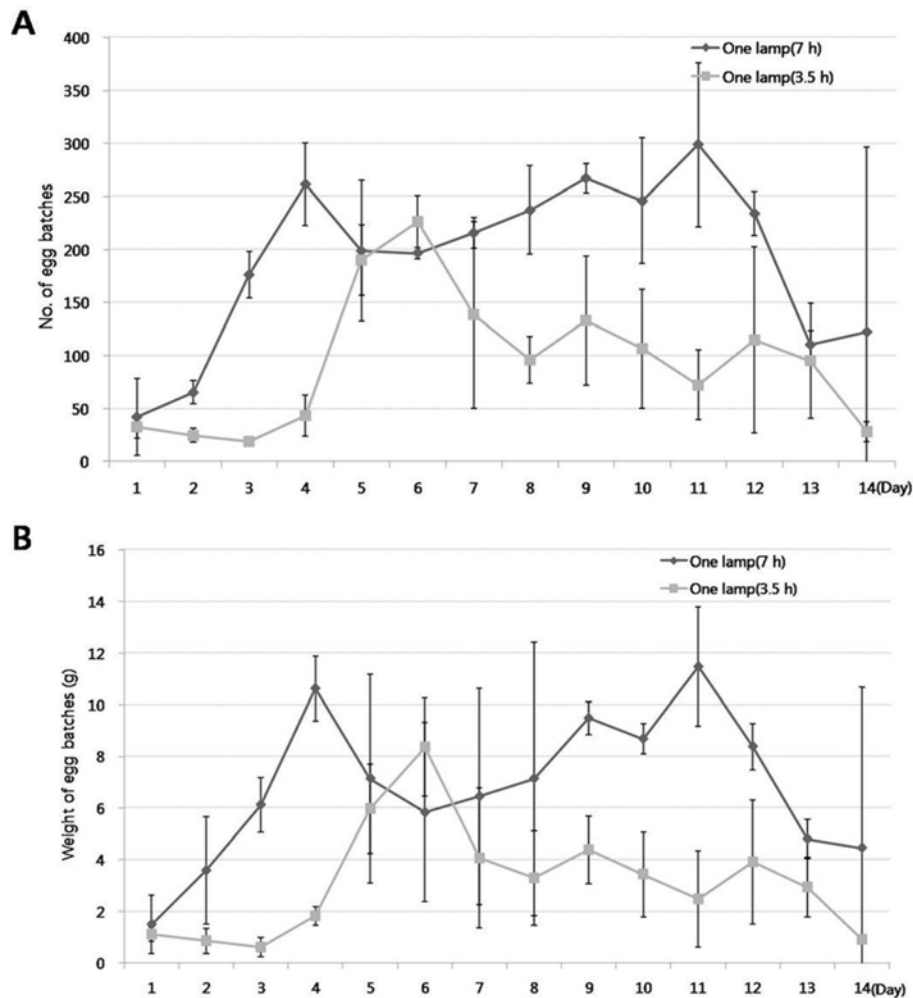 A
400
350
300
250
200
150
100
50
0
No. of egg batches
One lamp(7 h)
One lamp(3.5 h)
1 2 3 4 5 6 7 8 9 10 11 12 13 14(Day)
B
16
14
12
10
8
6
4
2
0
Weight of egg batches (g)
One lamp(7 h)
One lamp(3.5 h)
1 2 3 4 5 6 7 8 9 10 11 12 13 14(Day)